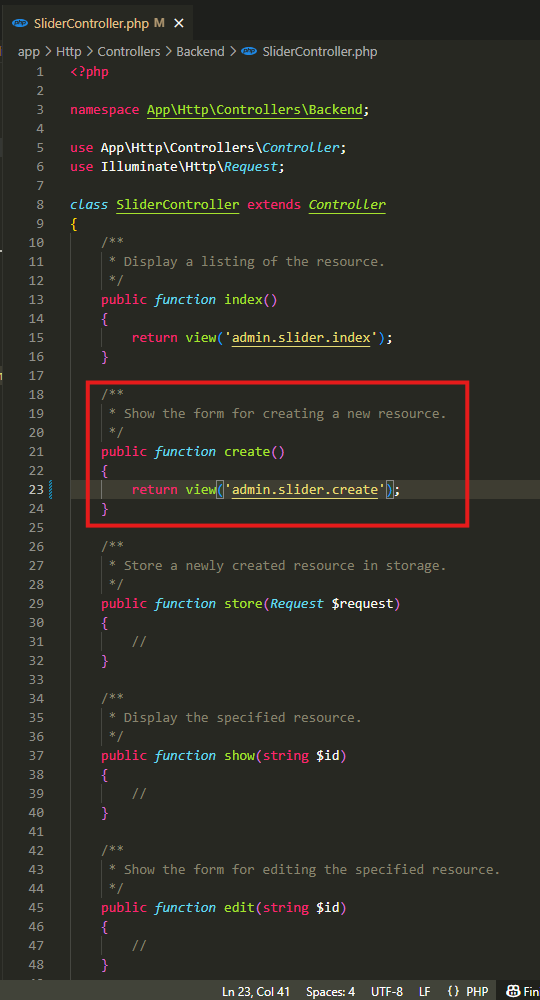 SliderController.php M
app > Http > Controllers > Backend > SliderController.php
1 <?php
2
3 namespace App\Http\Controllers\Backend;
4
5 use App\Http\Controllers\Controller;
6 use Illuminate\Http\Request;
7
8 class SliderController extends Controller
9 {
10     /**
11      * Display a listing of the resource.
12      */
13     public function index()
14     {
15         return view('admin.slider.index');
16     }
17
18     /**
19      * Show the form for creating a new resource.
20      */
21     public function create()
22     {
23         return view('admin.slider.create');
24     }
25
26     /**
27      * Store a newly created resource in storage.
28      */
29     public function store(Request $request)
30     {
31         //
32     }
33
34     /**
35      * Display the specified resource.
36      */
37     public function show(string $id)
38     {
39         //
40     }
41
42     /**
43      * Show the form for editing the specified resource.
44      */
45     public function edit(string $id)
46     {
47         //
48     }
Ln 23, Col 41 Spaces: 4 UTF-8 LF {} PHP Fin